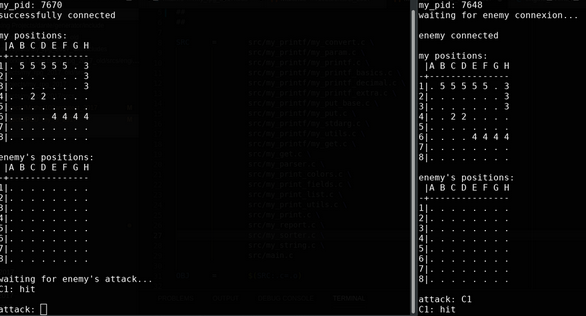 my_pid: 7670
successfully connected
my positions:
|A B C D E F G H
-+---------------
1|. 5 5 5 5 5 . 3
2|. . . . . . . 3
3|. . . . . . . 3
4|. . 2 2 . . . .
5|. . . . . . . .
6|. . . . 4 4 4 4
7|. . . . . . . .
8|. . . . . . . .
enemy's positions:
|A B C D E F G H
-+---------------
1|. . . . . . . .
2|. . . . . . . .
3|. . . . . . . .
4|. . . . . . . .
5|. . . . . . . .
6|. . . . . . . .
7|. . . . . . . .
8|. . . . . . . .
waiting for enemy's attack...
C1: hit
attack:
my_pid: 7648
waiting for enemy connexion...
enemy connected
my positions:
|A B C D E F G H
-+---------------
1|. 5 5 5 5 5 . 3
2|. . . . . . . 3
3|. . . . . . . 3
4|. . 2 2 . . . .
5|. . . . . . . .
6|. . . . 4 4 4 4
7|. . . . . . . .
8|. . . . . . . .
enemy's positions:
|A B C D E F G H
-+---------------
1|. . . . . . . .
2|. . . . . . . .
3|. . . . . . . .
4|. . . . . . . .
5|. . . . . . . .
6|. . . . . . . .
7|. . . . . . . .
8|. . . . . . . .
attack: C1
C1: hit